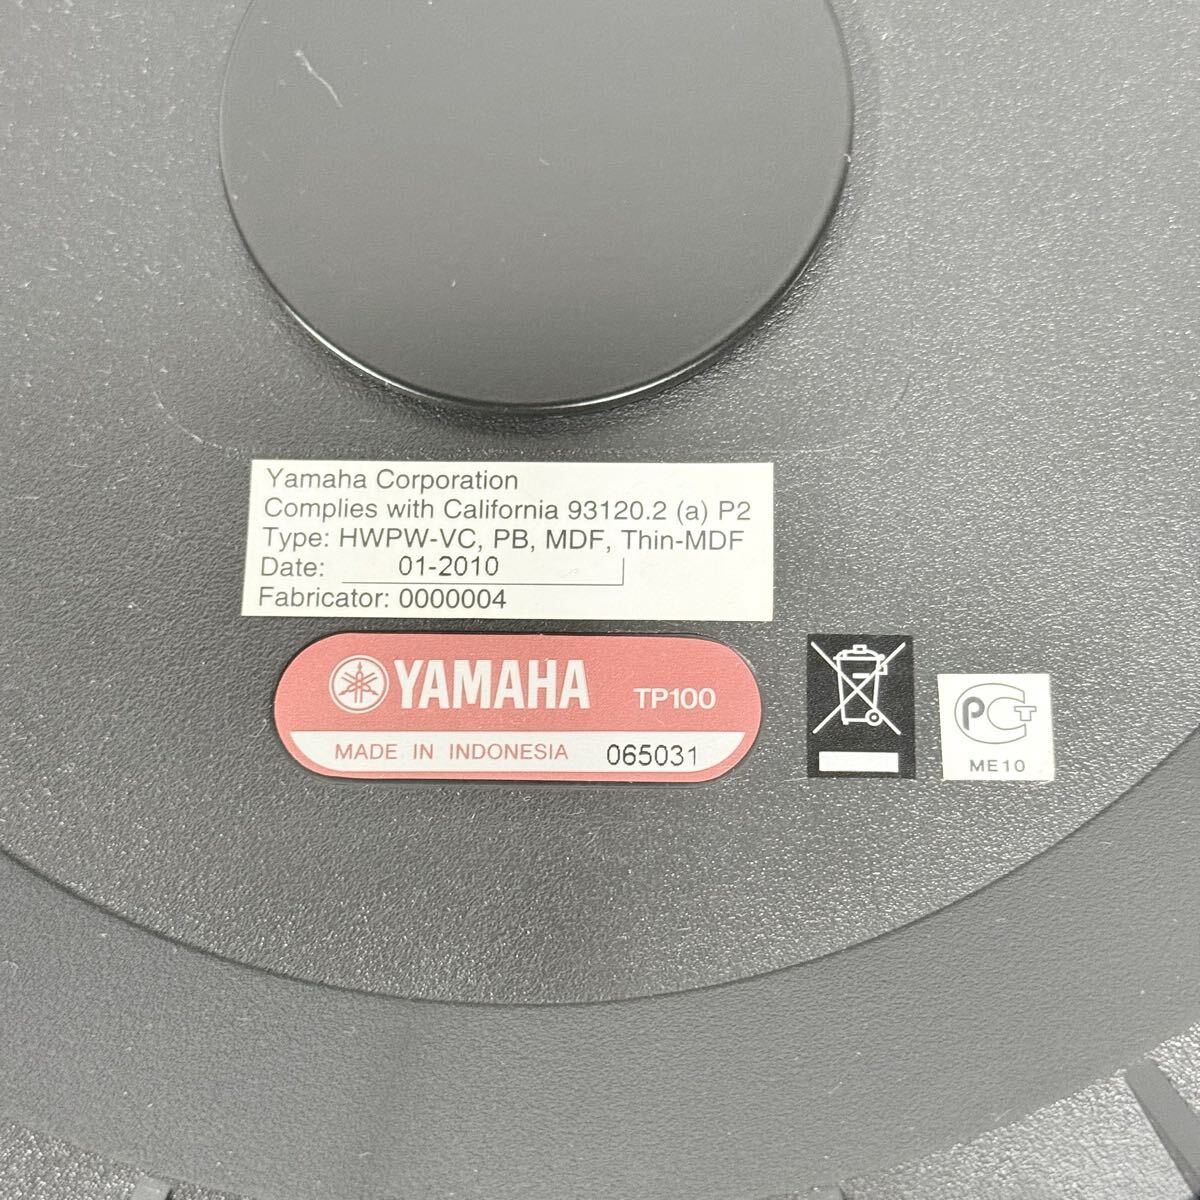 Yamaha Corporation
Complies with California 93120.2 (a) P2
Type: HWPW-VC, PB, MDF, Thin-MDF
Date: 01-2010
Fabricator: 0000004
YAMAHA TP100
MADE IN INDONESIA 065031
РСТ
ME10